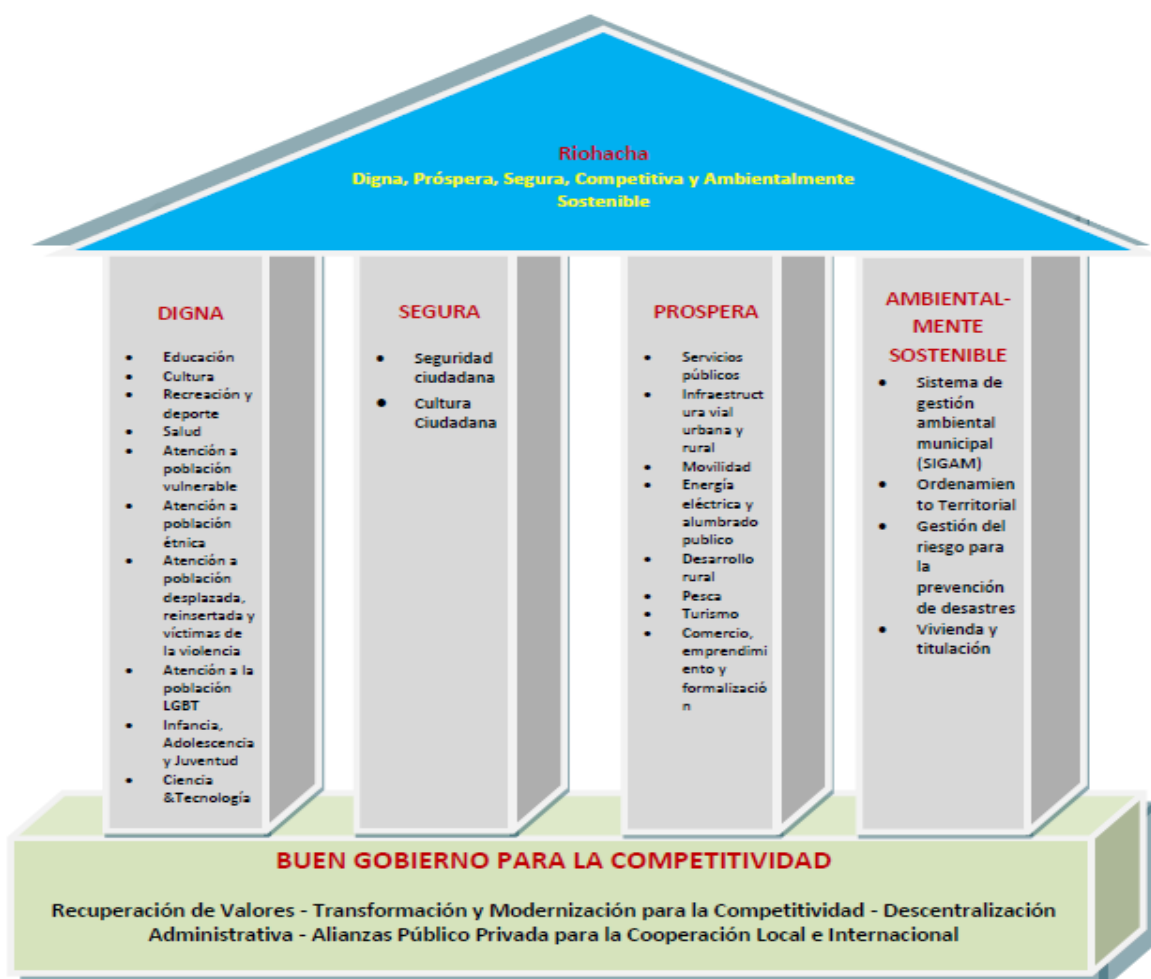 Riohacha
Digna, Próspera, Segura, Competitiva y Ambientalmente
Sostenible
DIGNA
• Educación
• Cultura
• Recreación y
deporte
• Salud
• Atención a
población
vulnerable
• Atención a
población
étnica
• Atención a
población
desplazada,
reinsertada y
víctimas de
la violencia
• Atención a la
población
LGBT
• Infancia,
Adolescencia
y Juventud
• Ciencia
&Tecnología
SEGURA
• Seguridad
ciudadana
• Cultura
Ciudadana
PROSPERA
• Servicios
públicos
• Infraestruct
ura vial
urbana y
rural
• Movilidad
• Energía
eléctrica y
alumbrado
publico
• Desarrollo
rural
• Pesca
• Turismo
• Comercio,
emprendimi
ento y
formalizació
n
AMBIENTAL-
MENTE
SOSTENIBLE
• Sistema de
gestión
ambiental
municipal
(SIGAM)
• Ordenamien
to Territorial
• Gestión del
riesgo para
la
prevención
de desastres
• Vivienda y
titulación
BUEN GOBIERNO PARA LA COMPETITIVIDAD
Recuperación de Valores - Transformación y Modernización para la Competitividad - Descentralización
Administrativa - Alianzas Público Privada para la Cooperación Local e Internacional